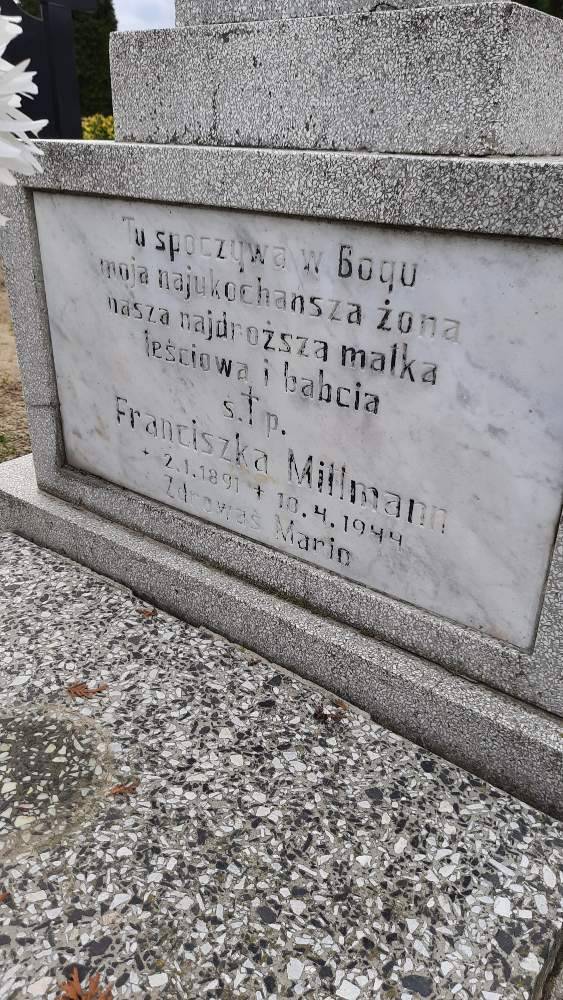 Tu spoczywa w Bogu
moja najukochansza żona
nasza najdroższa matka
teściowa i babcia
s.†p.
Franciszka Millmann
* 2.1.1891 † 10.4.1944
Zdrowaś Mario